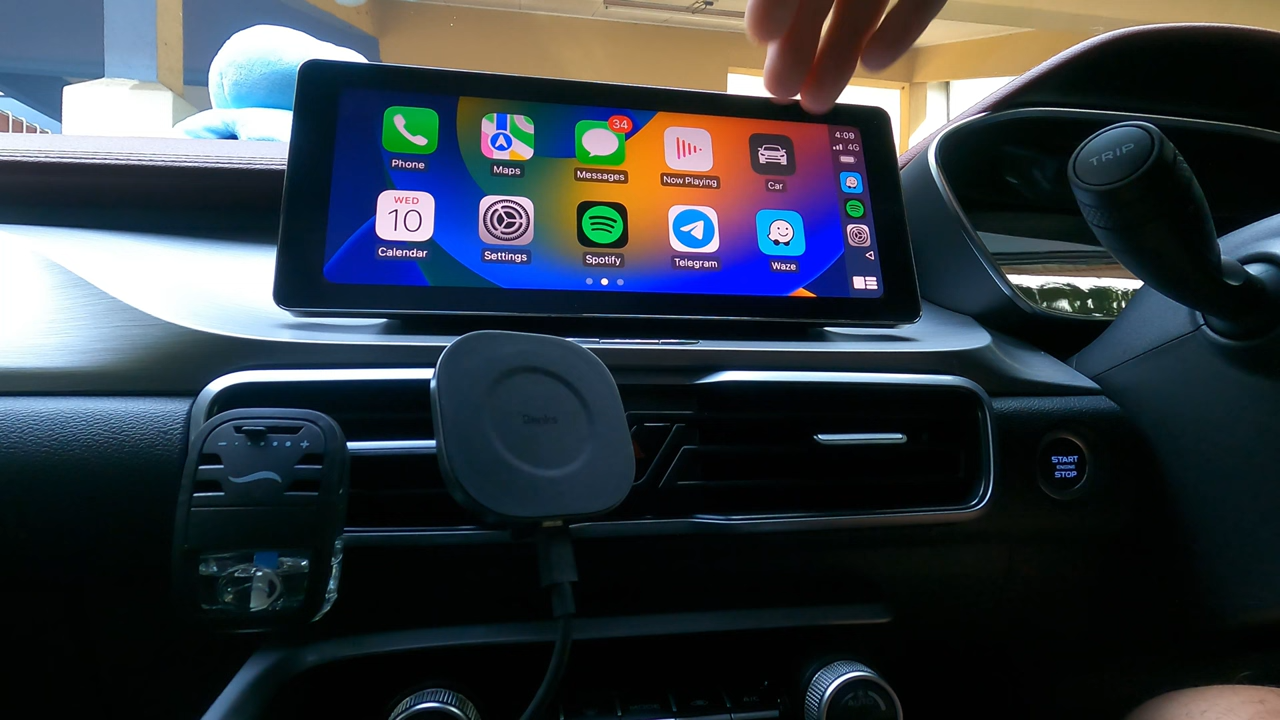 Phone
Maps
34
Messages
Now Playing
Car
4:09
4G
WED
10
Calendar
Settings
Spotify
Telegram
Waze
TRIP
START
ENGINE
STOP